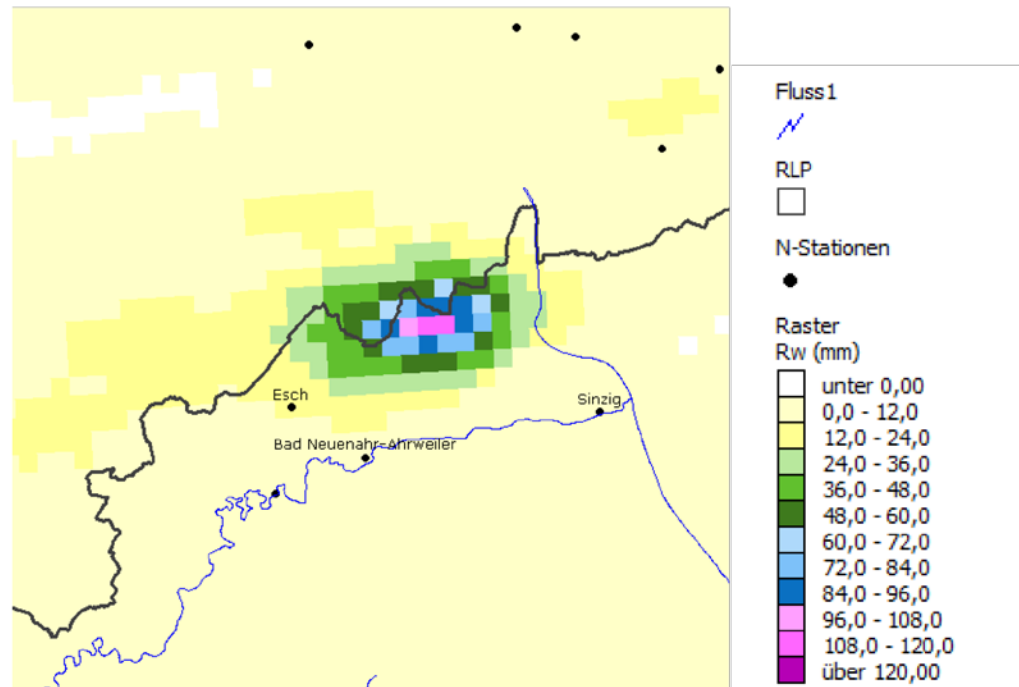 Esch
Sinzig
Bad Neuenahr-Ahrweiler
Fluss1
RLP
N-Stationen
Raster
Rw (mm)
unter 0,00
0,0 - 12,0
12,0 - 24,0
24,0 - 36,0
36,0 - 48,0
48,0 - 60,0
60,0 - 72,0
72,0 - 84,0
84,0 - 96,0
96,0 - 108,0
108,0 - 120,0
über 120,00